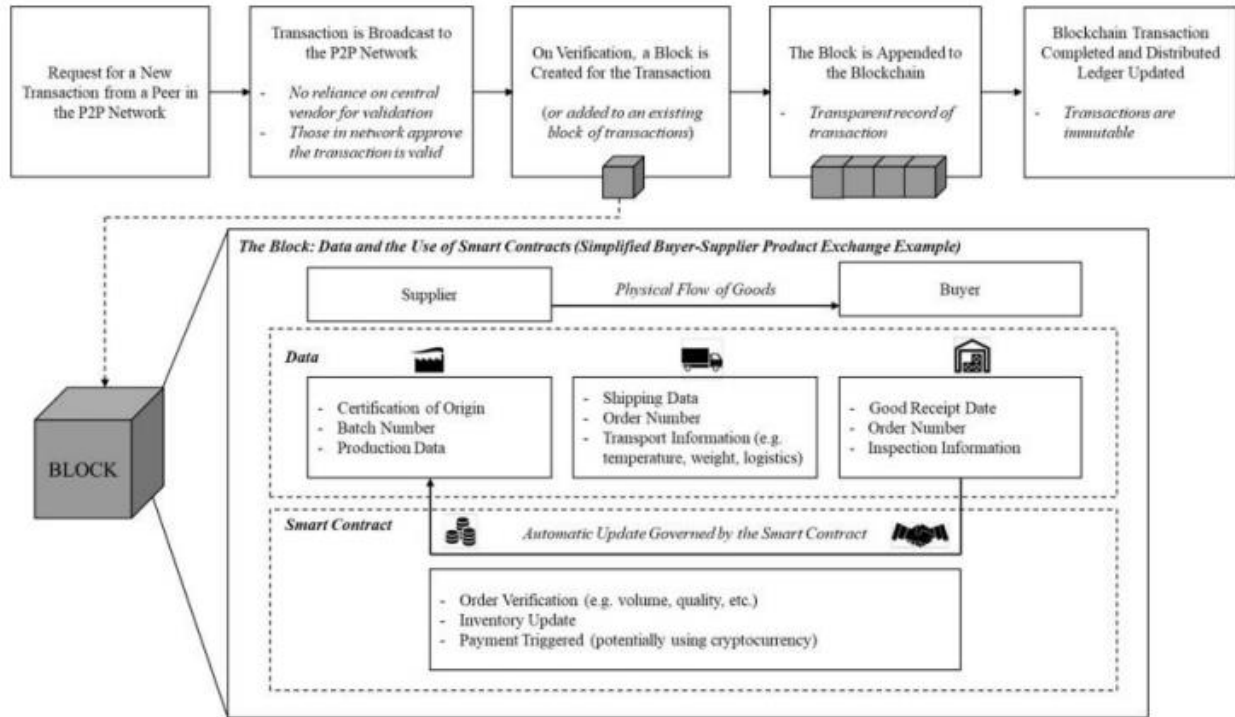 Request for a New
Transaction from a Peer in
the P2P Network
Transaction is Broadcast to
the P2P Network
- No reliance on central
vendor for validation
- Those in network approve
the transaction is valid
On Verification, a Block is
Created for the Transaction
(or added to an existing
block of transactions)
The Block is Appended to
the Blockchain
- Transparent record of
transaction
Blockchain Transaction
Completed and Distributed
Ledger Updated
- Transactions are
immutable
BLOCK
The Block: Data and the Use of Smart Contracts (Simplified Buyer-Supplier Product Exchange Example)
Supplier
Physical Flow of Goods
Buyer
Data
- Certification of Origin
- Batch Number
- Production Data
- Shipping Data
- Order Number
- Transport Information (e.g.
temperature, weight, logistics)
- Good Receipt Date
- Order Number
- Inspection Information
Smart Contract
Automatic Update Governed by the Smart Contract
- Order Verification (e.g. volume, quality, etc.)
- Inventory Update
- Payment Triggered (potentially using cryptocurrency)